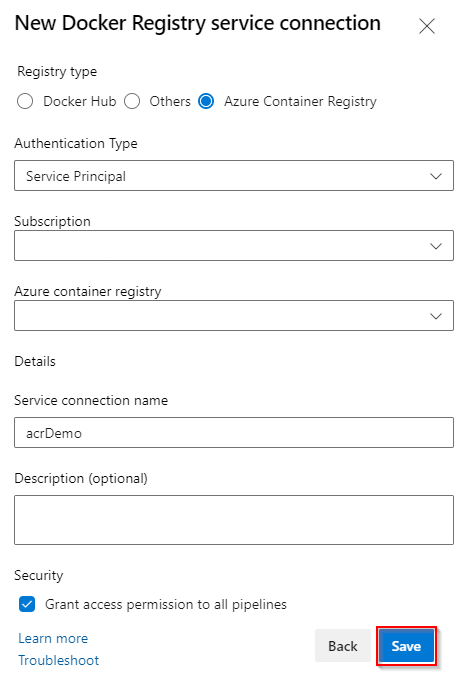 New Docker Registry service connection
Registry type
Docker Hub Others Azure Container Registry
Authentication Type
Service Principal
Subscription
Azure container registry
Details
Service connection name
acrDemo
Description (optional)
Security
Grant access permission to all pipelines
Learn more
Back Save
Troubleshoot